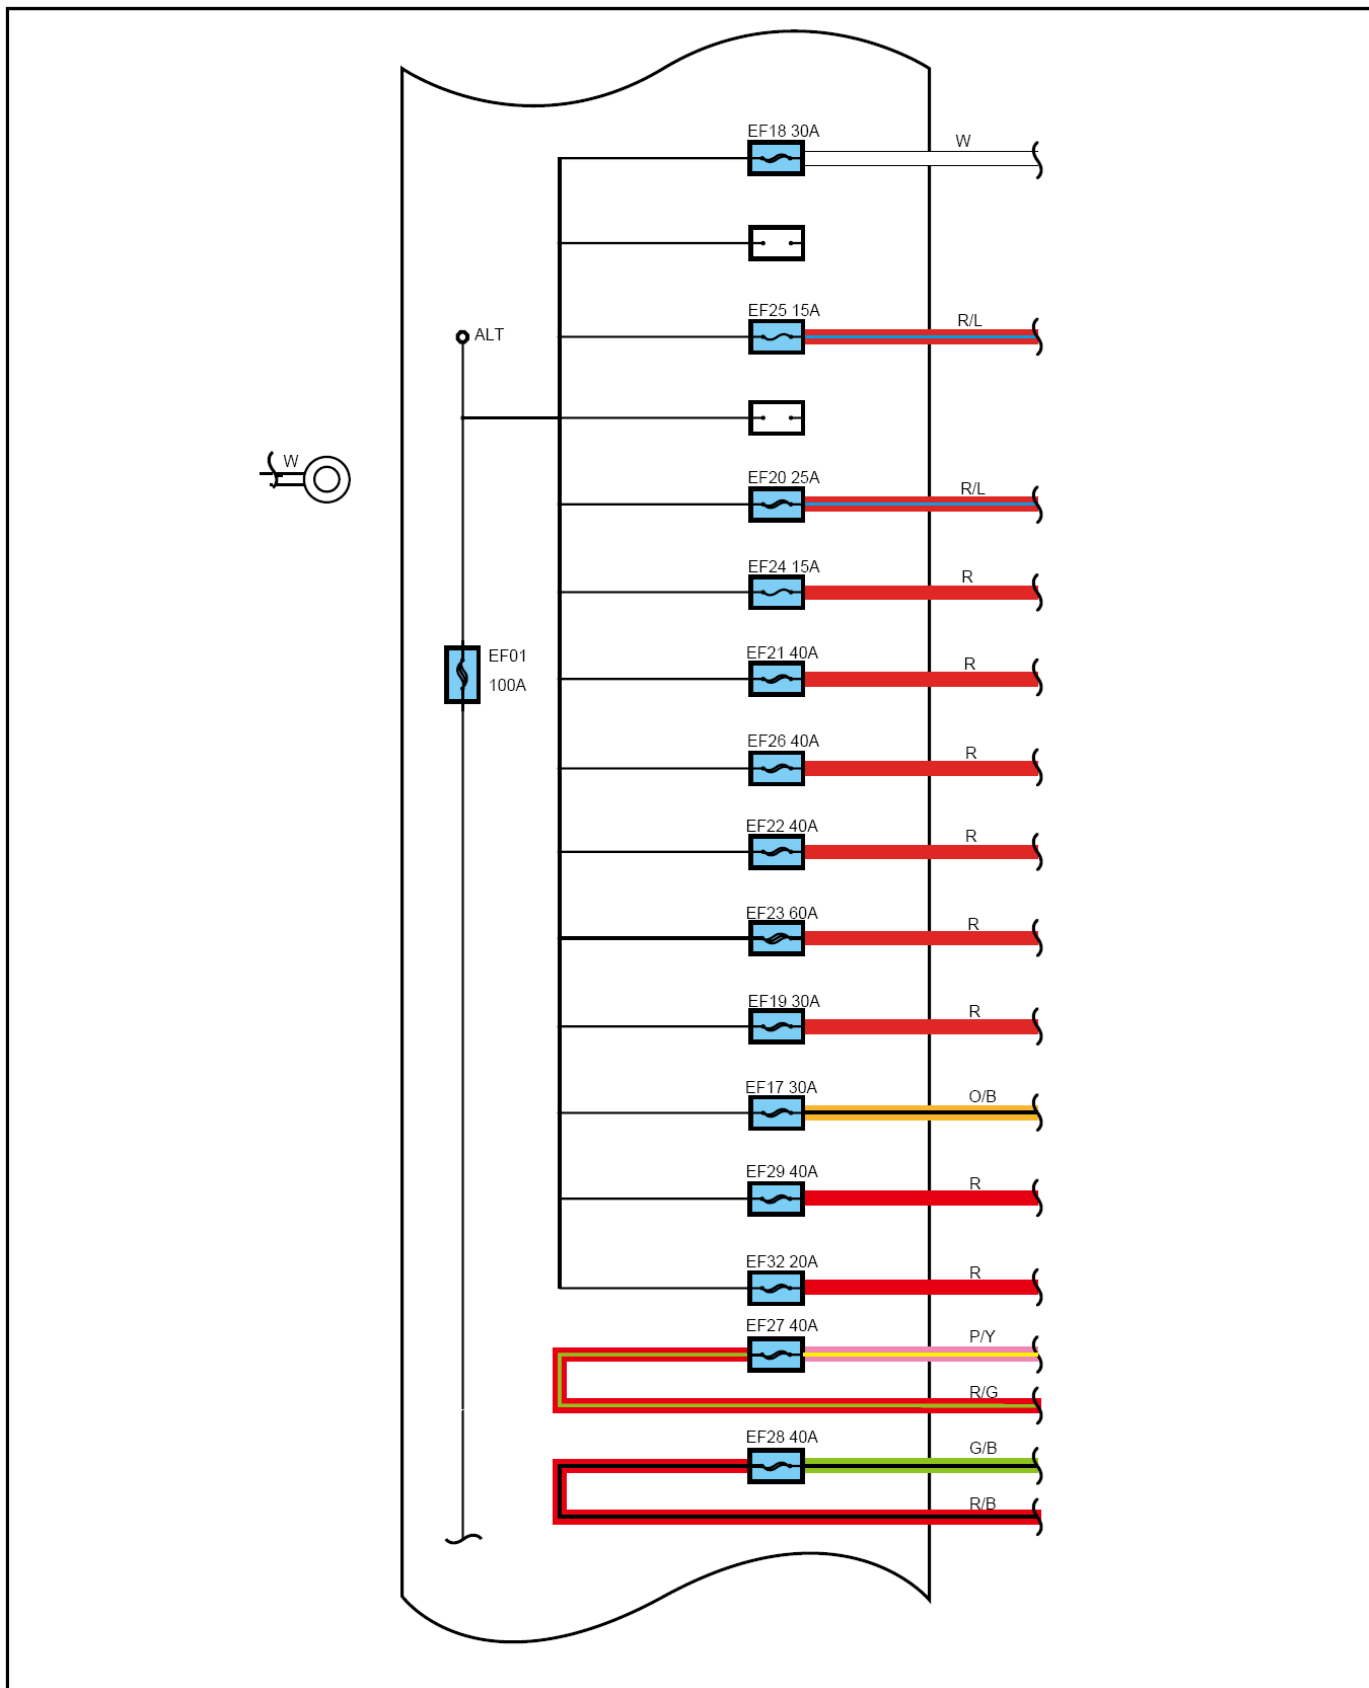 EF18 30A
W
EF25 15A
R/L
ALT
W
EF20 25A
R/L
EF24 15A
R
EF01
100A
EF21 40A
R
EF26 40A
R
EF22 40A
R
EF23 60A
R
EF19 30A
R
EF17 30A
O/B
EF29 40A
R
EF32 20A
R
EF27 40A
P/Y
R/G
EF28 40A
G/B
R/B